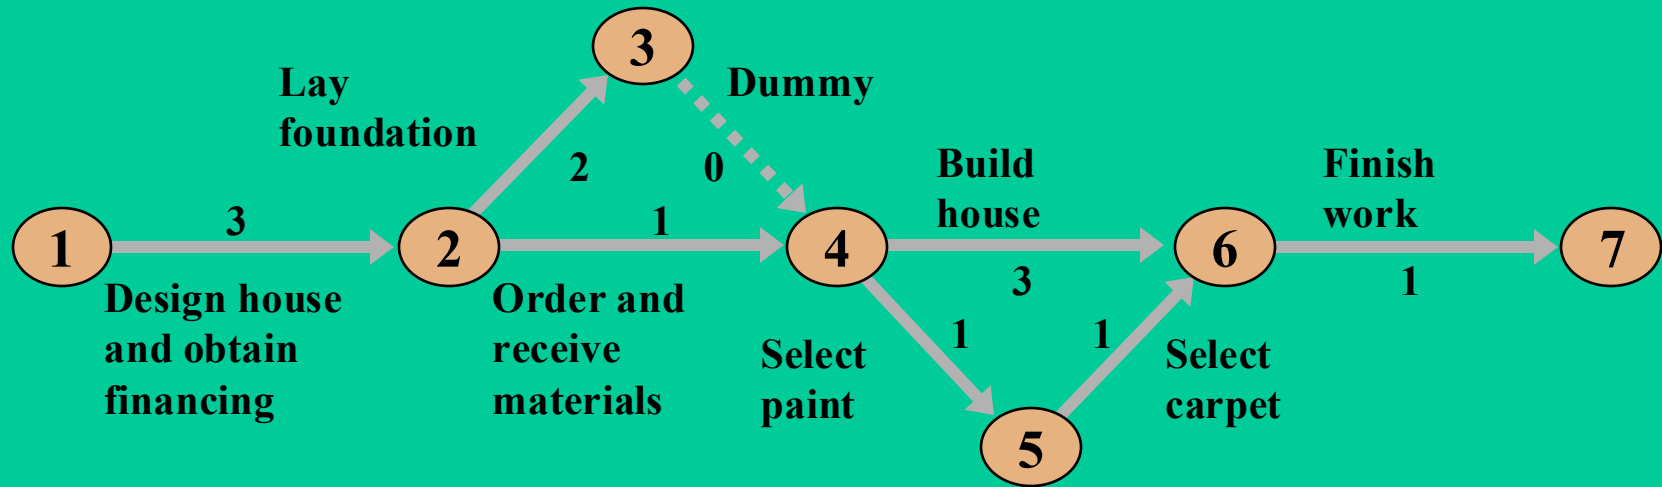 3
Lay
foundation
Dummy
2
0
Build
house
Finish
work
1
3
2
1
4
3
6
1
7
Design house
and obtain
financing
Order and
receive
materials
Select
paint
1
1
Select
carpet
5